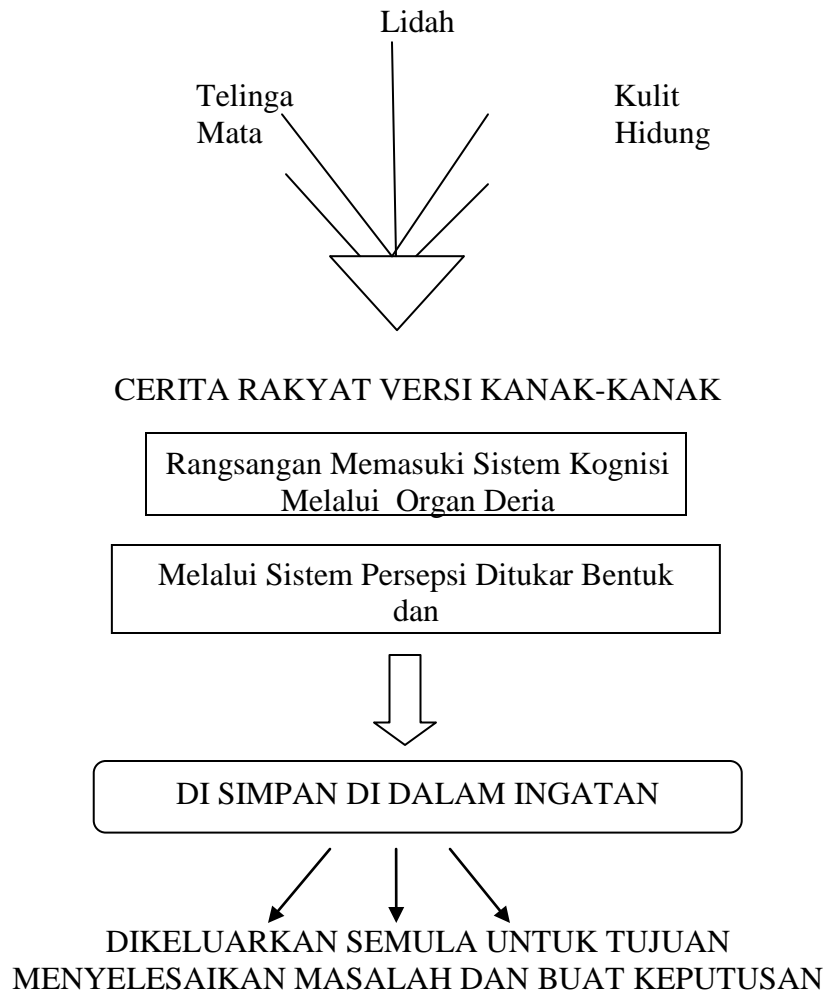 Lidah
Telinga
Mata
Kulit
Hidung
CERITA RAKYAT VERSI KANAK-KANAK
Rangsangan Memasuki Sistem Kognisi
Melalui Organ Deria
Melalui Sistem Persepsi Ditukar Bentuk
dan
DI SIMPAN DI DALAM INGATAN
DIKELUARKAN SEMULA UNTUK TUJUAN
MENYELESAIKAN MASALAH DAN BUAT KEPUTUSAN